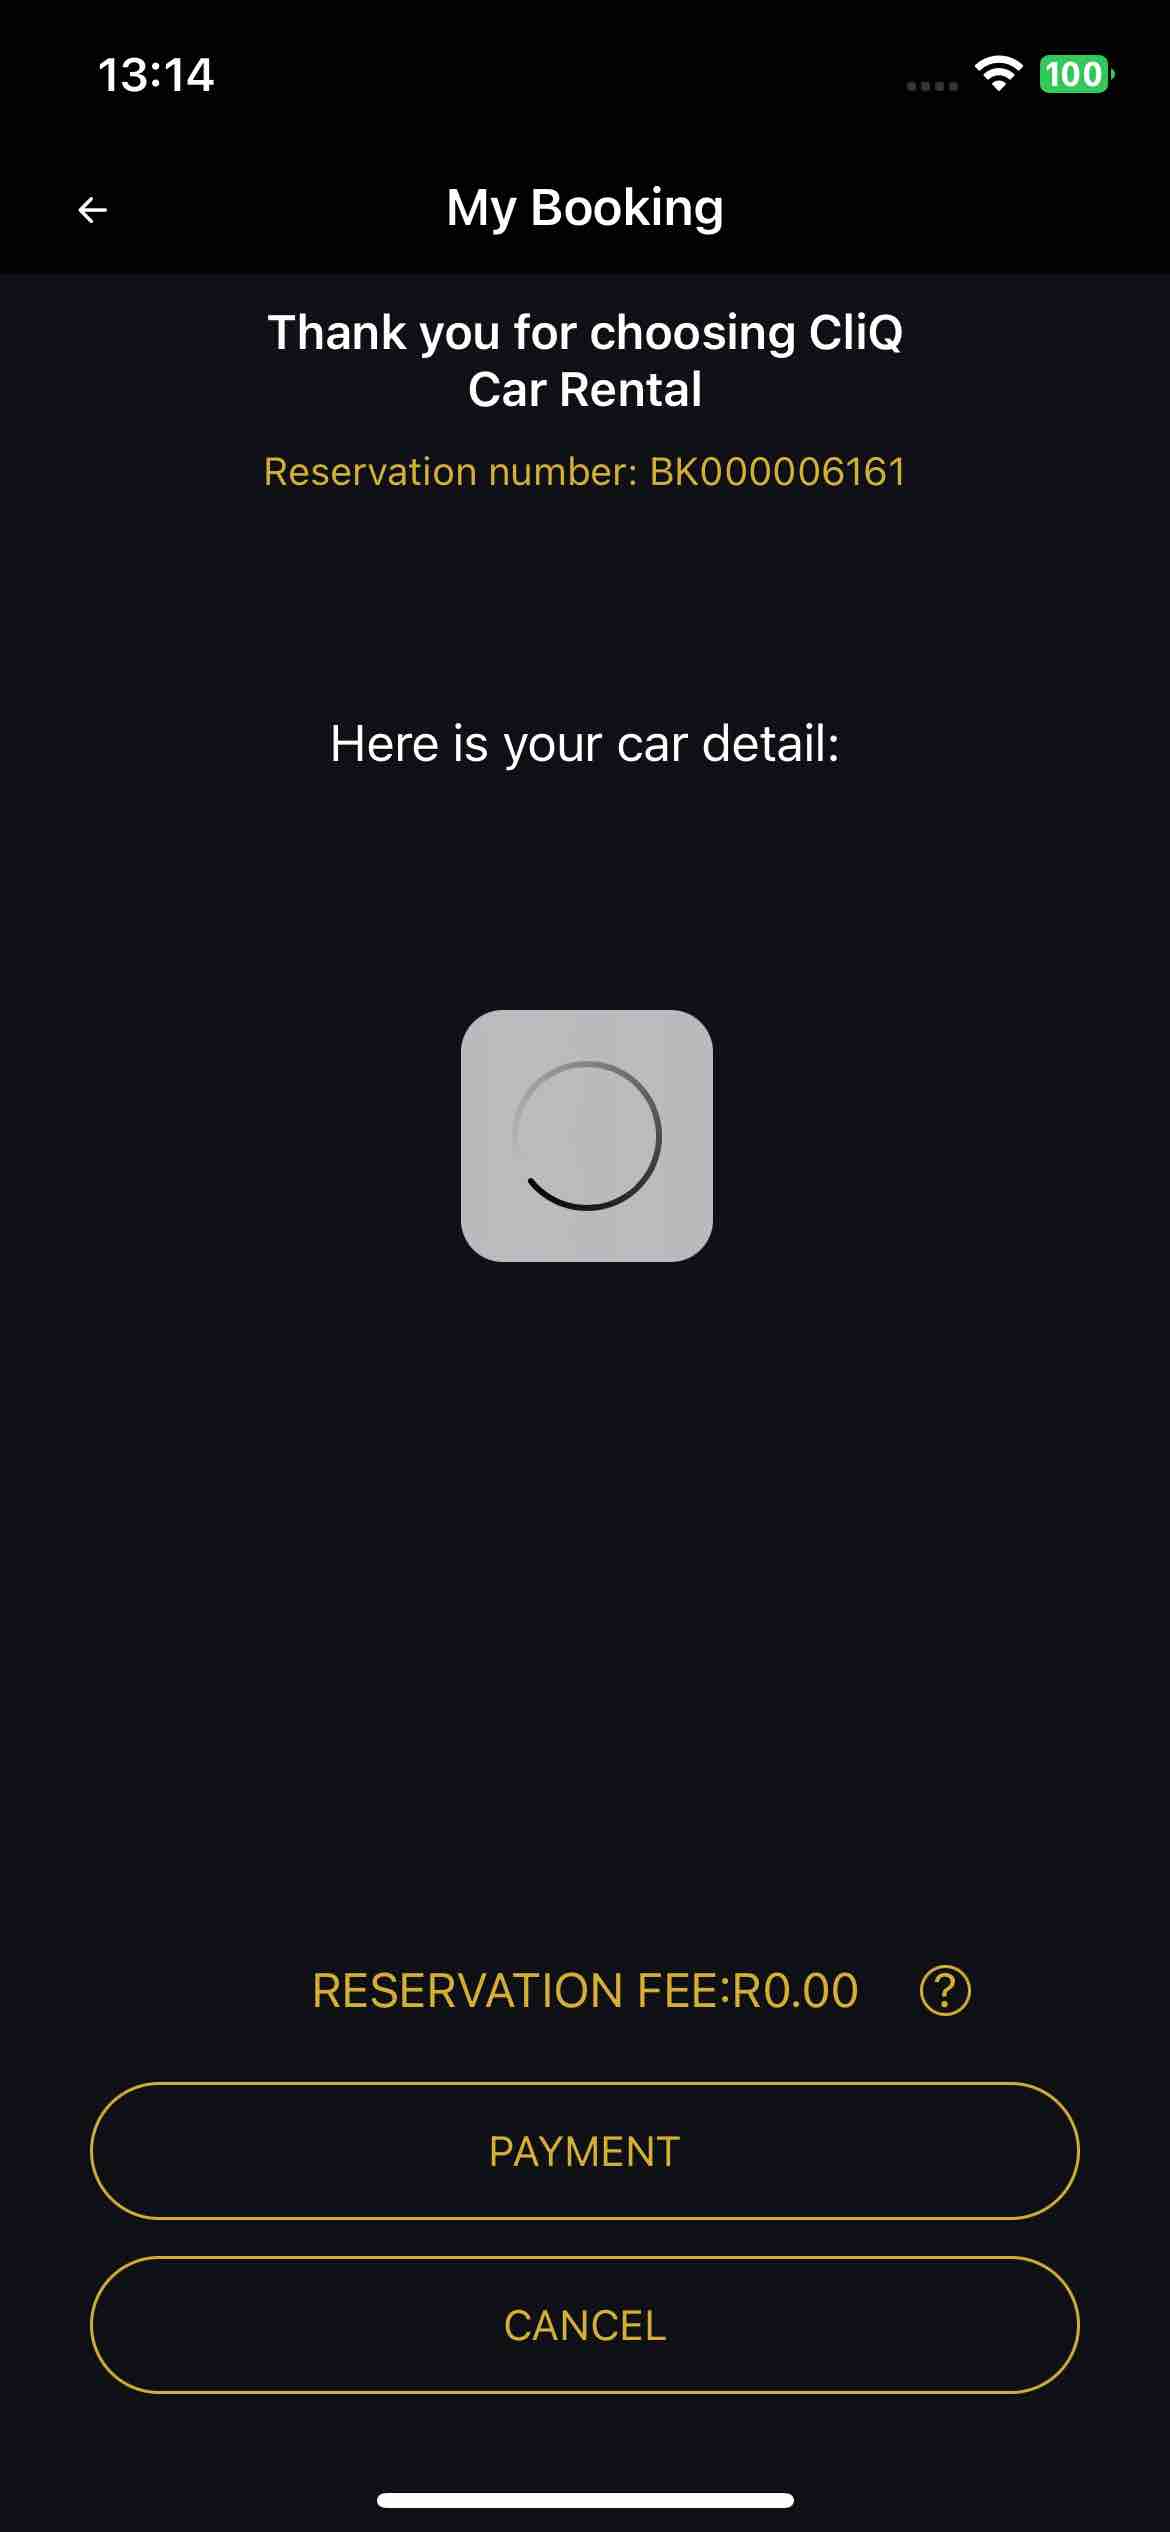 13:14
100
My Booking
Thank you for choosing CliQ
Car Rental
Reservation number: BK000006161
Here is your car detail:
RESERVATION FEE:R0.00 ?
PAYMENT
CANCEL